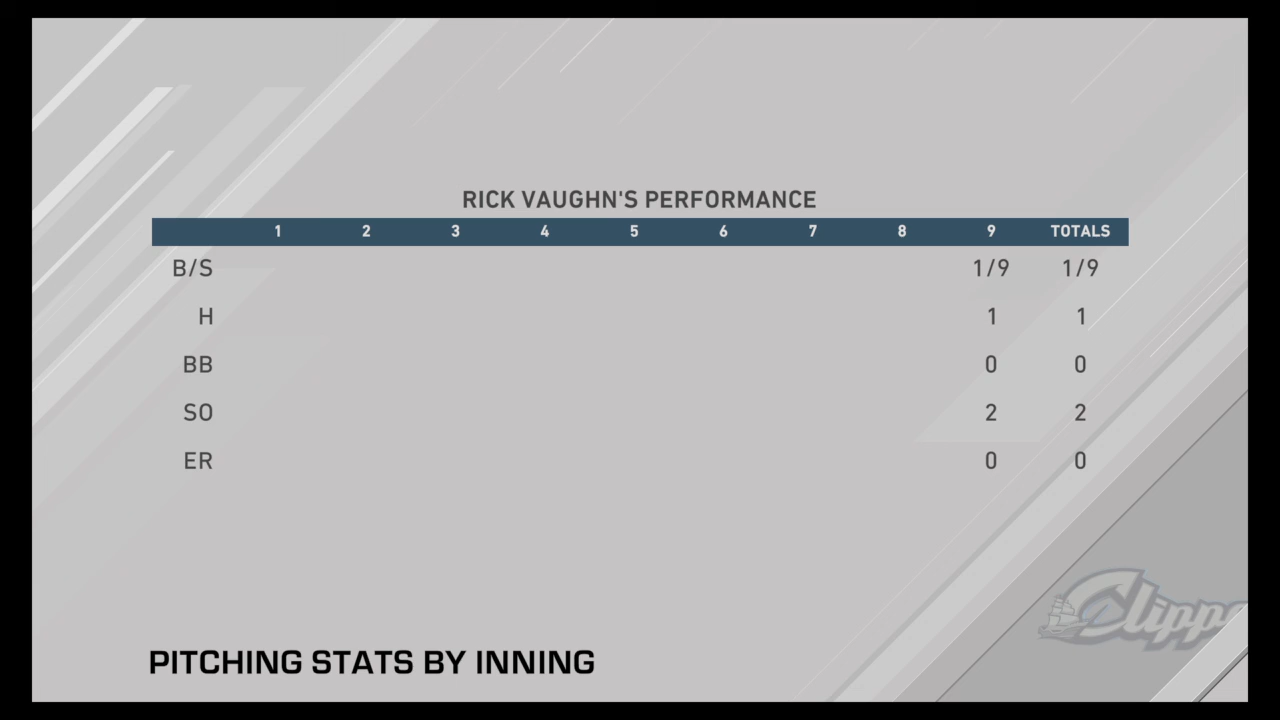 RICK VAUGHN'S PERFORMANCE
1 2 3 4 5 6 7 8 9 TOTALS
B/S 1/9 1/9
H 1 1
BB 0 0
SO 2 2
ER 0 0
PITCHING STATS BY INNING